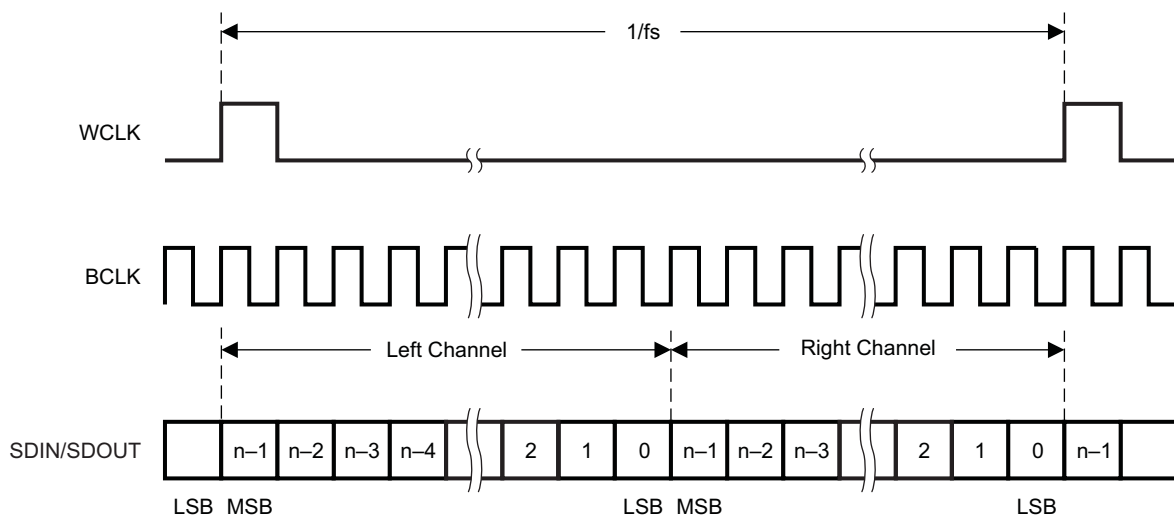 1/fs
WCLK
BCLK
Left Channel
Right Channel
SDIN/SDOUT
n–1 n–2 n–3 n–4 2 1 0 n–1 n–2 n–3 2 1 0 n–1
LSB MSB LSB MSB LSB